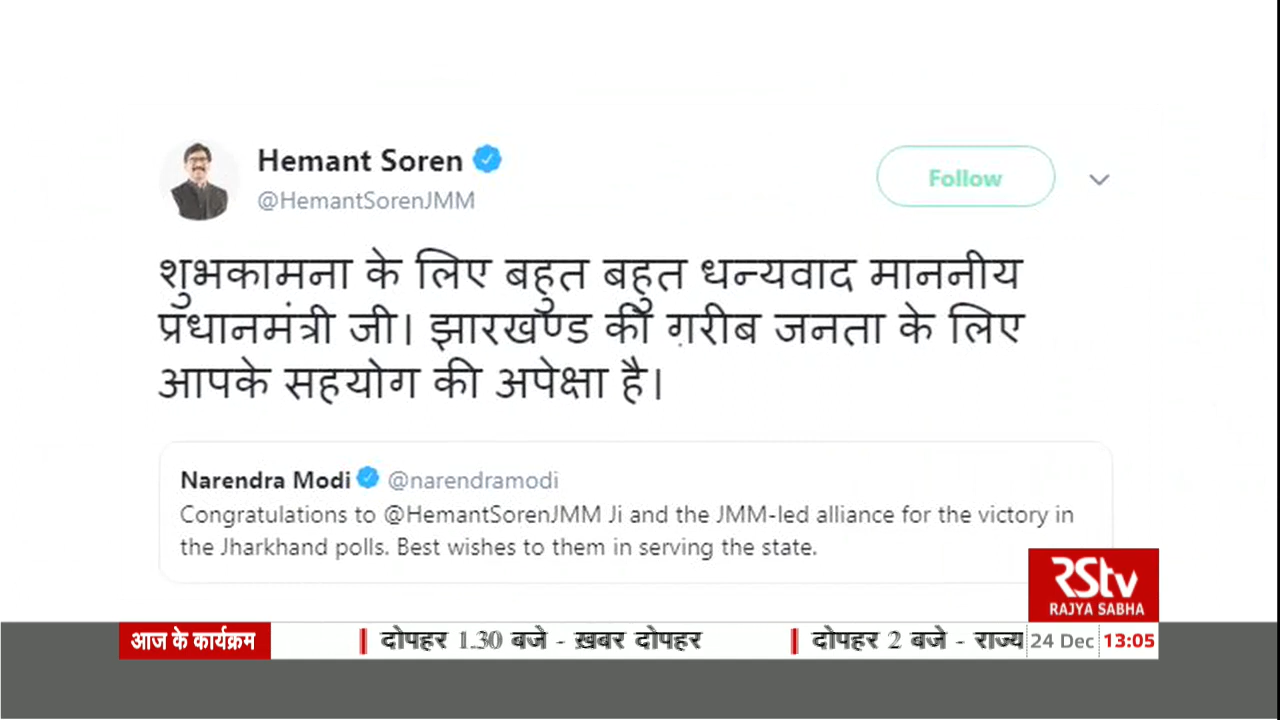 Hemant Soren
@HemantSorenJMM
Follow
शुभकामना के लिए बहुत बहुत धन्यवाद माननीय
प्रधानमंत्री जी। झारखण्ड की ग़रीब जनता के लिए
आपके सहयोग की अपेक्षा है।
Narendra Modi @narendramodi
Congratulations to @HemantSorenJMM Ji and the JMM-led alliance for the victory in
the Jharkhand polls. Best wishes to them in serving the state.
RStv
RAJYA SABHA
आज के कार्यक्रम | दोपहर 1.30 बजे - ख़बर दोपहर | दोपहर 2 बजे - राज्य 24 Dec 13:05